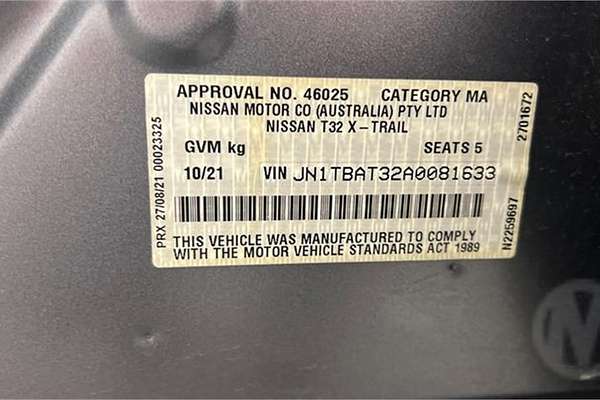 APPROVAL NO. 46025 CATEGORY MA
NISSAN MOTOR CO (AUSTRALIA) PTY LTD
NISSAN T32 X-TRAIL
GVM kg SEATS 5
10/21 VIN JN1TBAT32A0081633
THIS VEHICLE WAS MANUFACTURED TO COMPLY
WITH THE MOTOR VEHICLE STANDARDS ACT 1989
PRX 27/08/21 00023325
2701672
N2259697
M